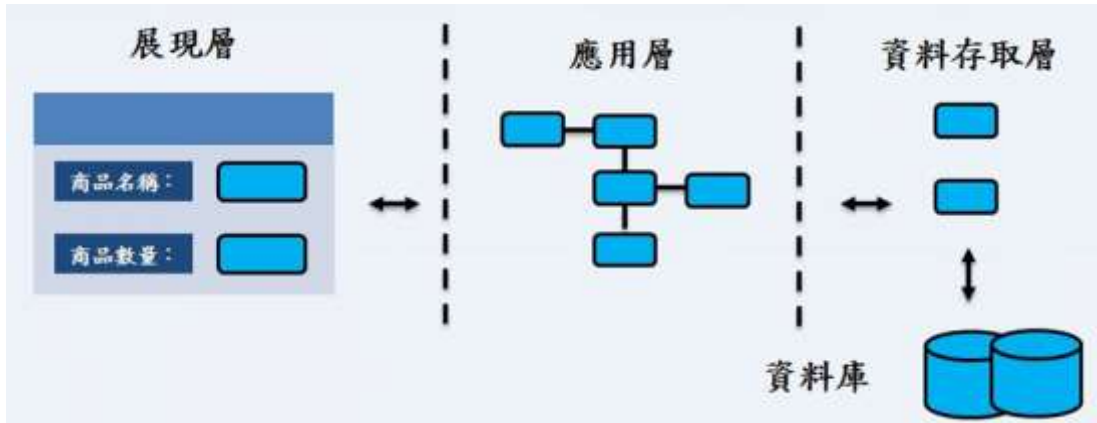 展現層
應用層
資料存取層
商品名稱：
商品數量：
資料庫